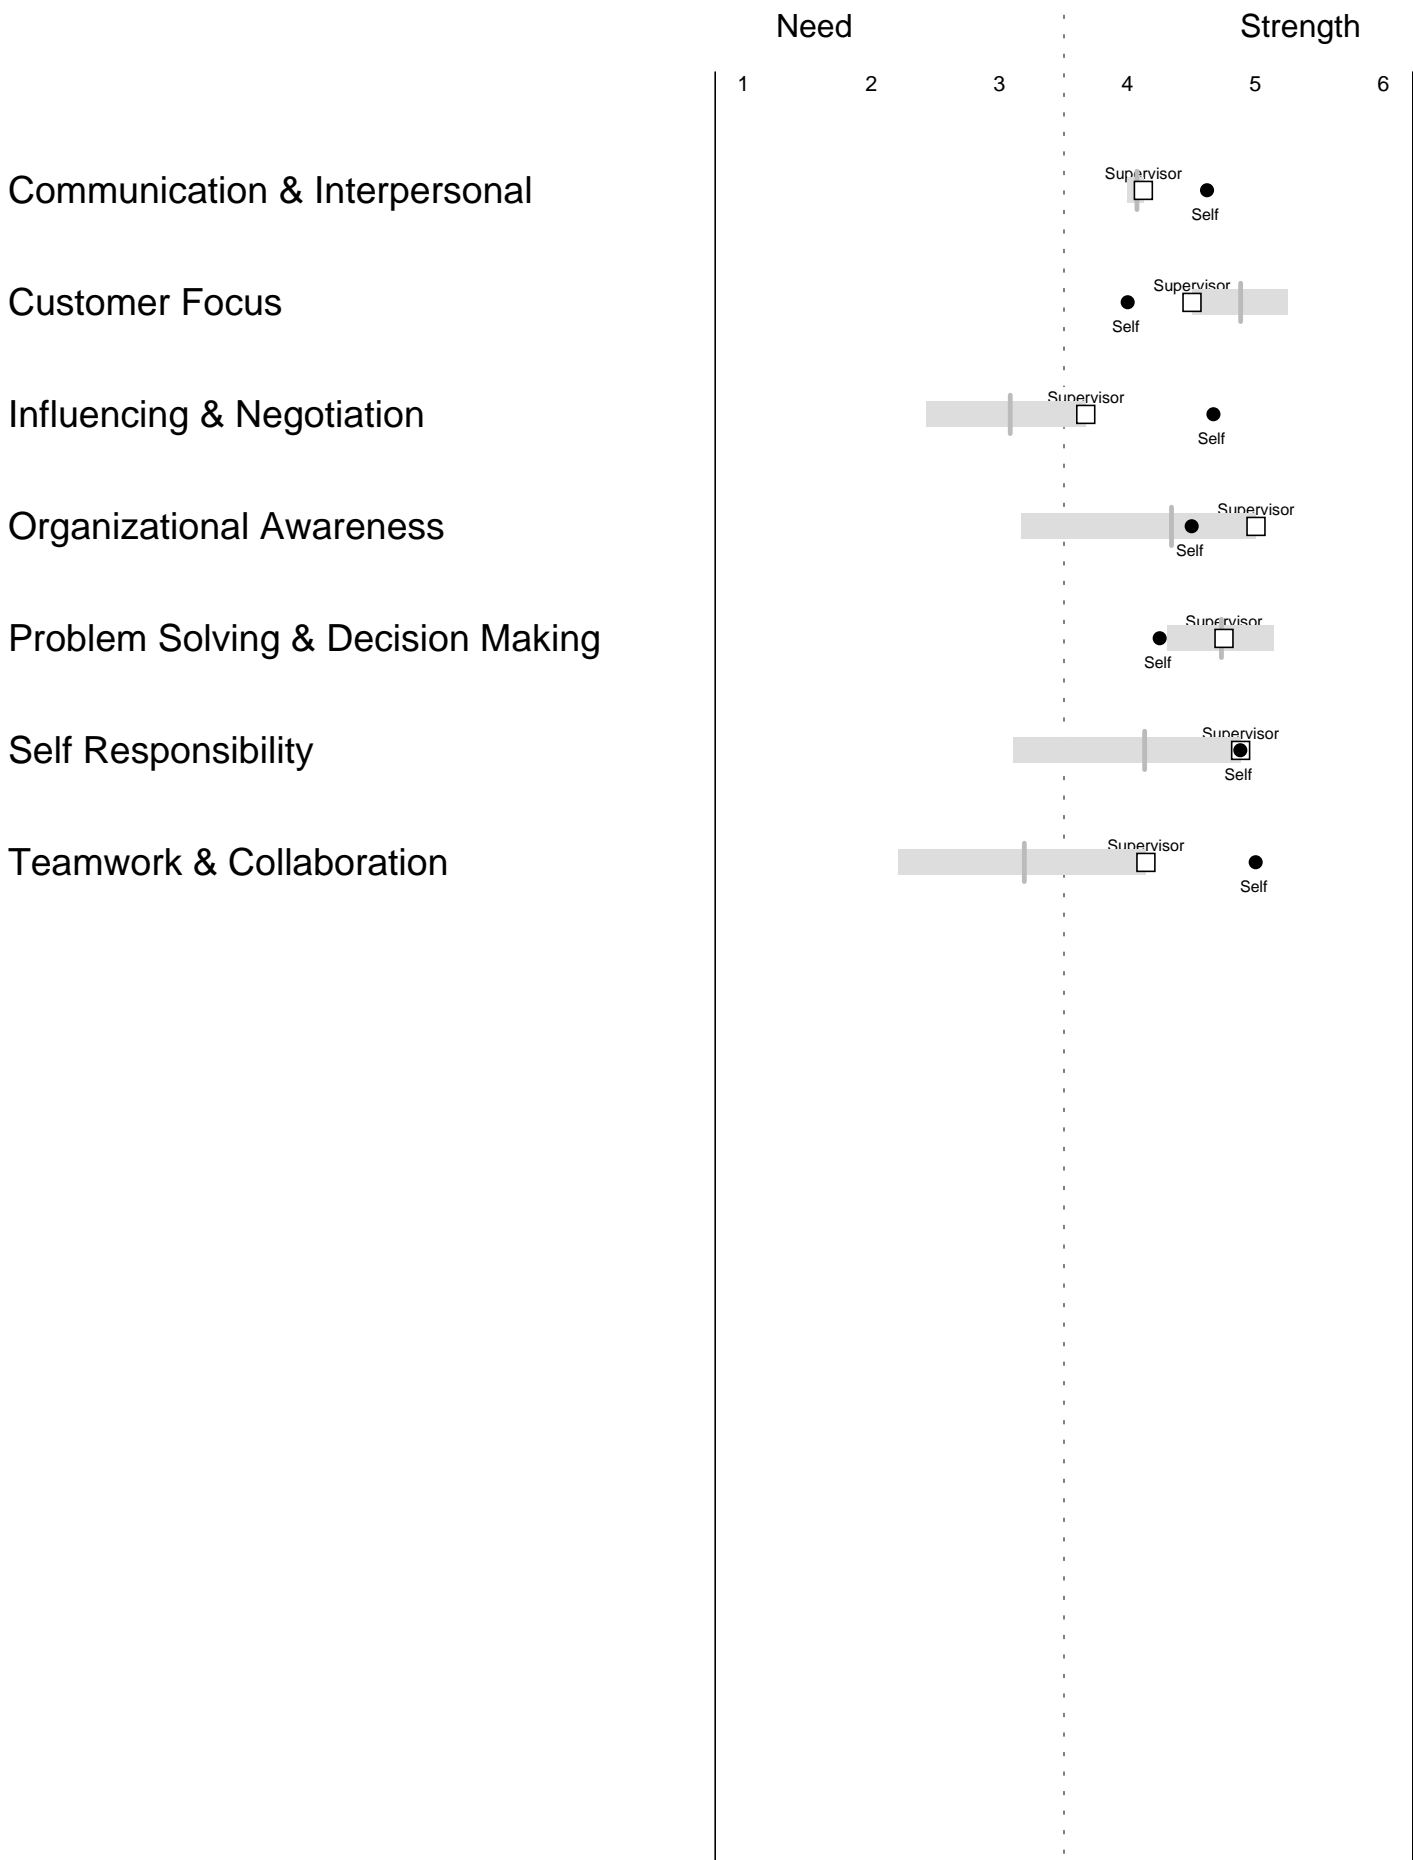 Need Strength
1 2 3 4 5 6
Communication & Interpersonal
Supervisor
Self
Customer Focus
Supervisor
Self
Influencing & Negotiation
Supervisor
Self
Organizational Awareness
Supervisor
Self
Problem Solving & Decision Making
Supervisor
Self
Self Responsibility
Supervisor
Self
Teamwork & Collaboration
Supervisor
Self